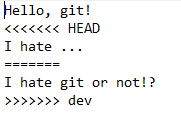 Hello, git!
<<<<<<< HEAD
I hate ...
=======
I hate git or not!?
>>>>>>> dev